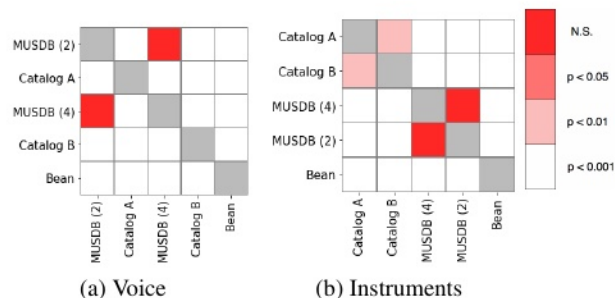 MUSDB (2)
Catalog A
MUSDB (4)
Catalog B
Bean
MUSDB (2)
Catalog A
MUSDB (4)
Catalog B
Bean
(a) Voice
Catalog A
Catalog B
MUSDB (4)
MUSDB (2)
Bean
Catalog A
Catalog B
MUSDB (4)
MUSDB (2)
Bean
(b) Instruments
N.S.
p < 0.05
p < 0.01
p < 0.001